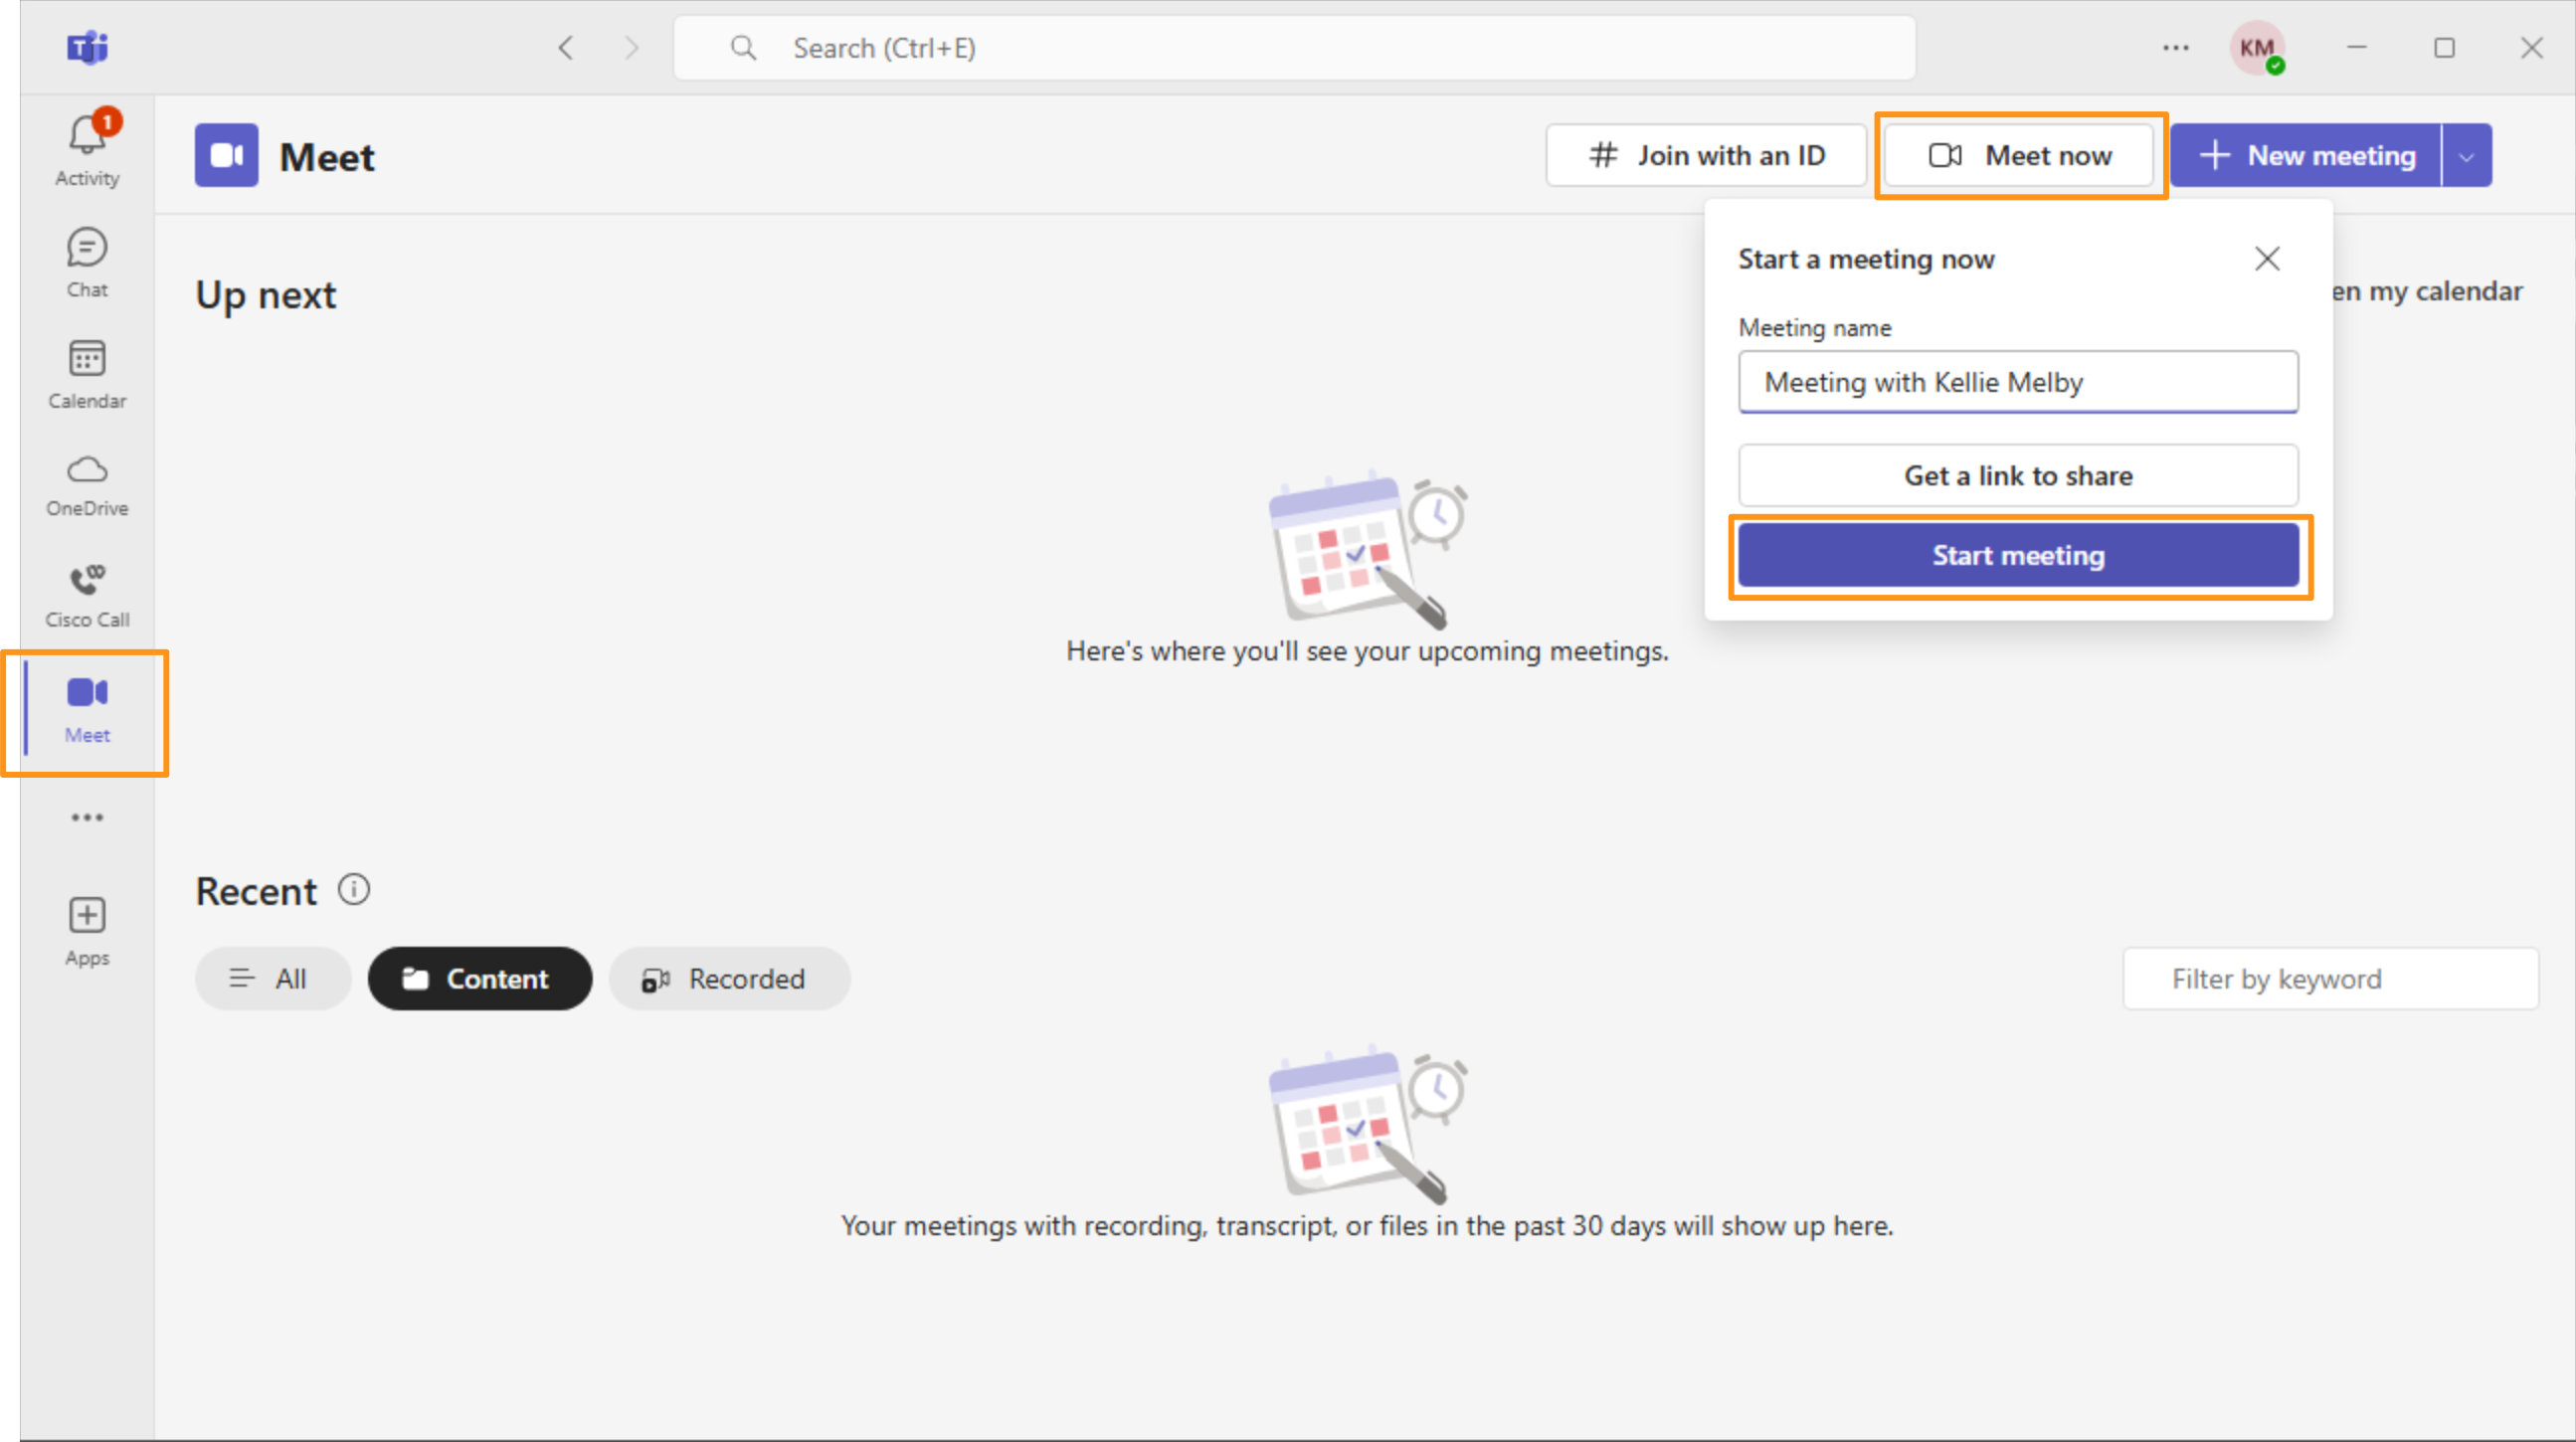 Search (Ctrl+E)
KM
1
Activity
Chat
Calendar
OneDrive
Cisco Call
Meet
Apps
Meet
# Join with an ID
Meet now
+ New meeting
Up next
en my calendar
Start a meeting now
Meeting name
Meeting with Kellie Melby
Get a link to share
Start meeting
Here's where you'll see your upcoming meetings.
Recent
All
Content
Recorded
Filter by keyword
Your meetings with recording, transcript, or files in the past 30 days will show up here.